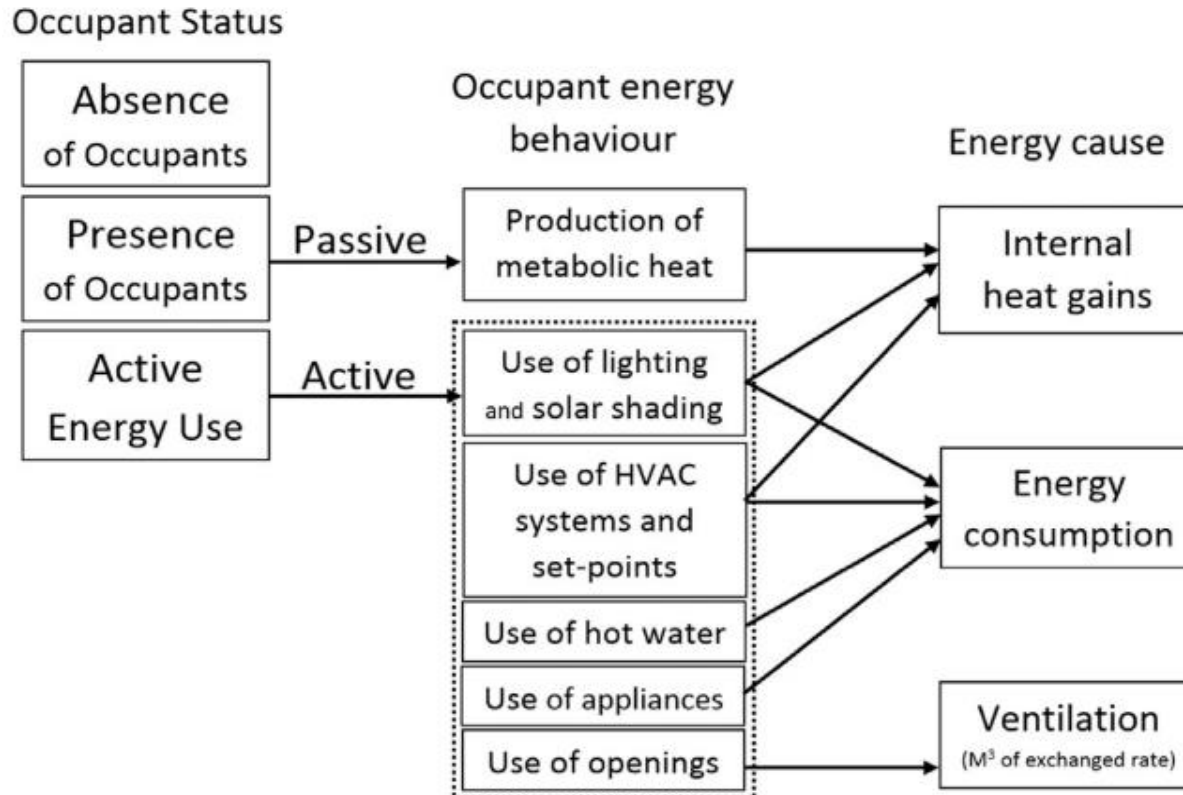 Occupant Status
Absence
of Occupants
Presence
of Occupants
Active
Energy Use
Passive
Active
Occupant energy
behaviour
Production of
metabolic heat
Use of lighting
and solar shading
Use of HVAC
systems and
set-points
Use of hot water
Use of appliances
Use of openings
Energy cause
Internal
heat gains
Energy
consumption
Ventilation
(M³ of exchanged rate)